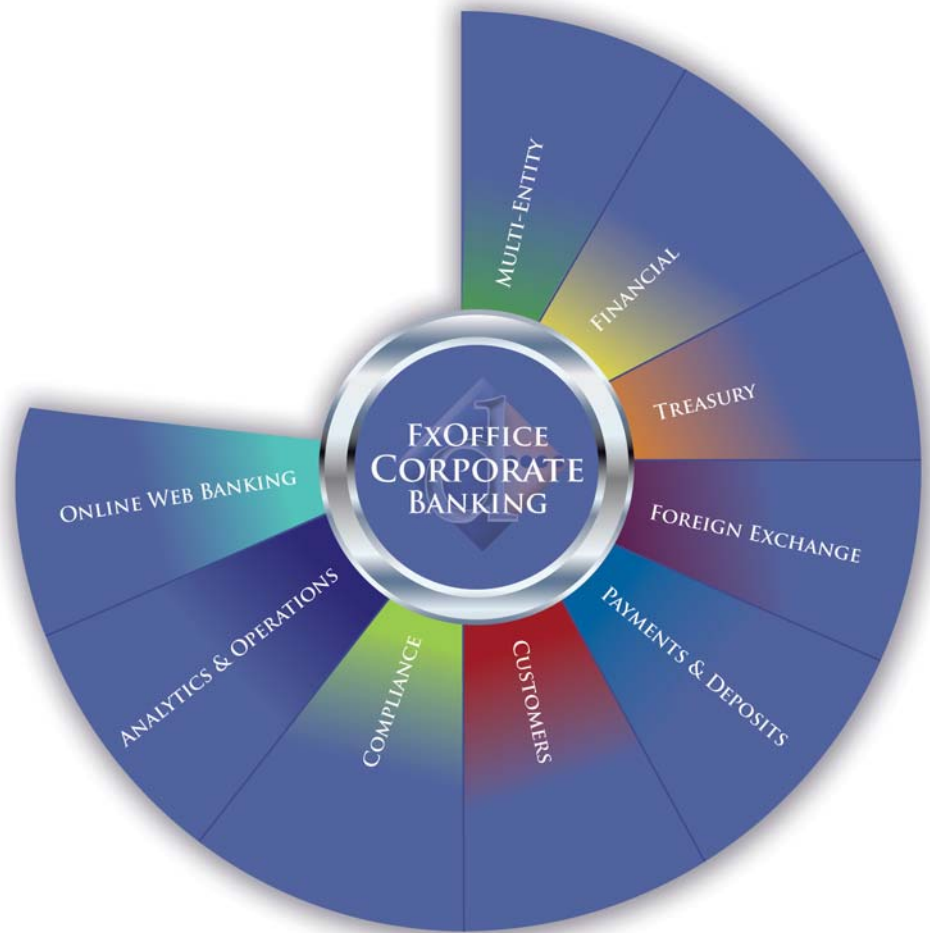 Multi-Entity
Financial
Treasury
Foreign Exchange
Payments & Deposits
Customers
Compliance
Analytics & Operations
Online Web Banking
FxOffice
Corporate
Banking